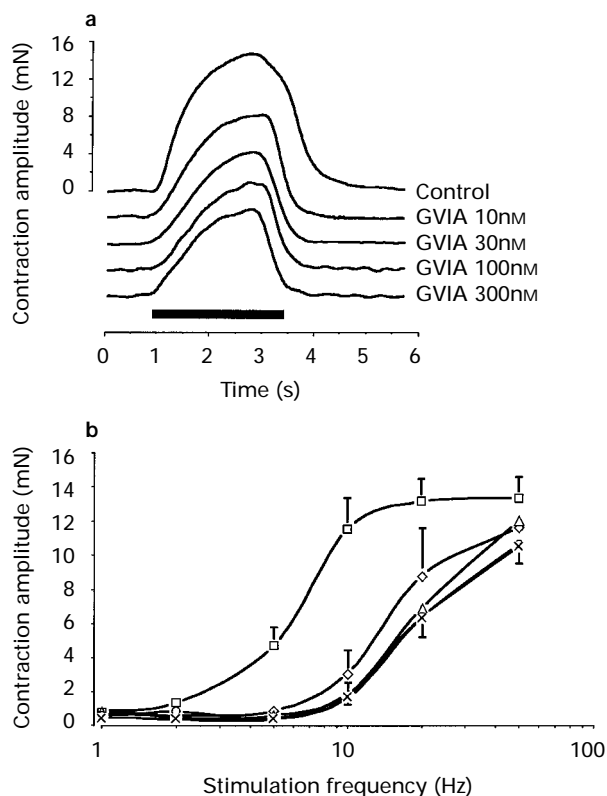 a
Contraction amplitude (mN)
16
12
8
4
0
Control
GVIA 10nM
GVIA 30nM
GVIA 100nM
GVIA 300nM
0 1 2 3 4 5 6
Time (s)
b
Contraction amplitude (mN)
16
14
12
10
8
6
4
2
0
1 10 100
Stimulation frequency (Hz)